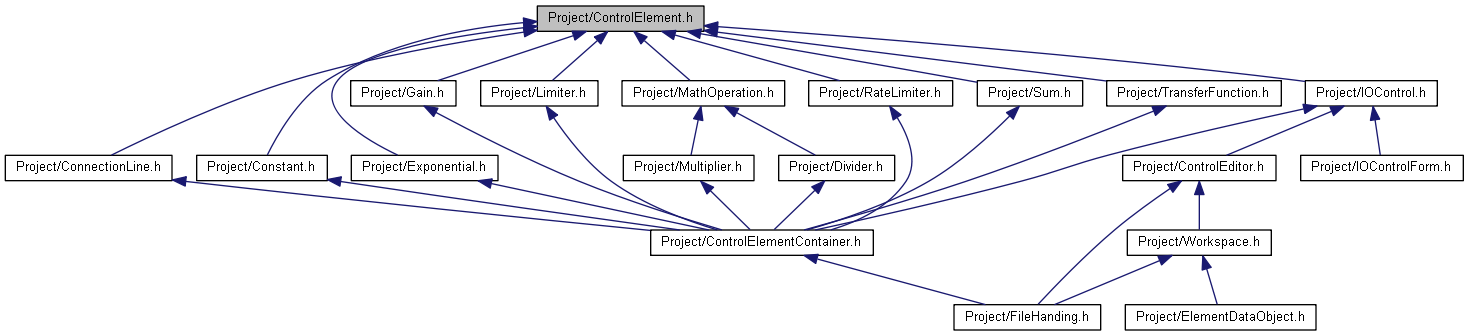 Project/ControlElement.h
Project/Gain.h
Project/Limiter.h
Project/MathOperation.h
Project/RateLimiter.h
Project/Sum.h
Project/TransferFunction.h
Project/IOControl.h
Project/ConnectionLine.h
Project/Constant.h
Project/Exponential.h
Project/Multiplier.h
Project/Divider.h
Project/ControlEditor.h
Project/IOControlForm.h
Project/ControlElementContainer.h
Project/Workspace.h
Project/FileHanding.h
Project/ElementDataObject.h